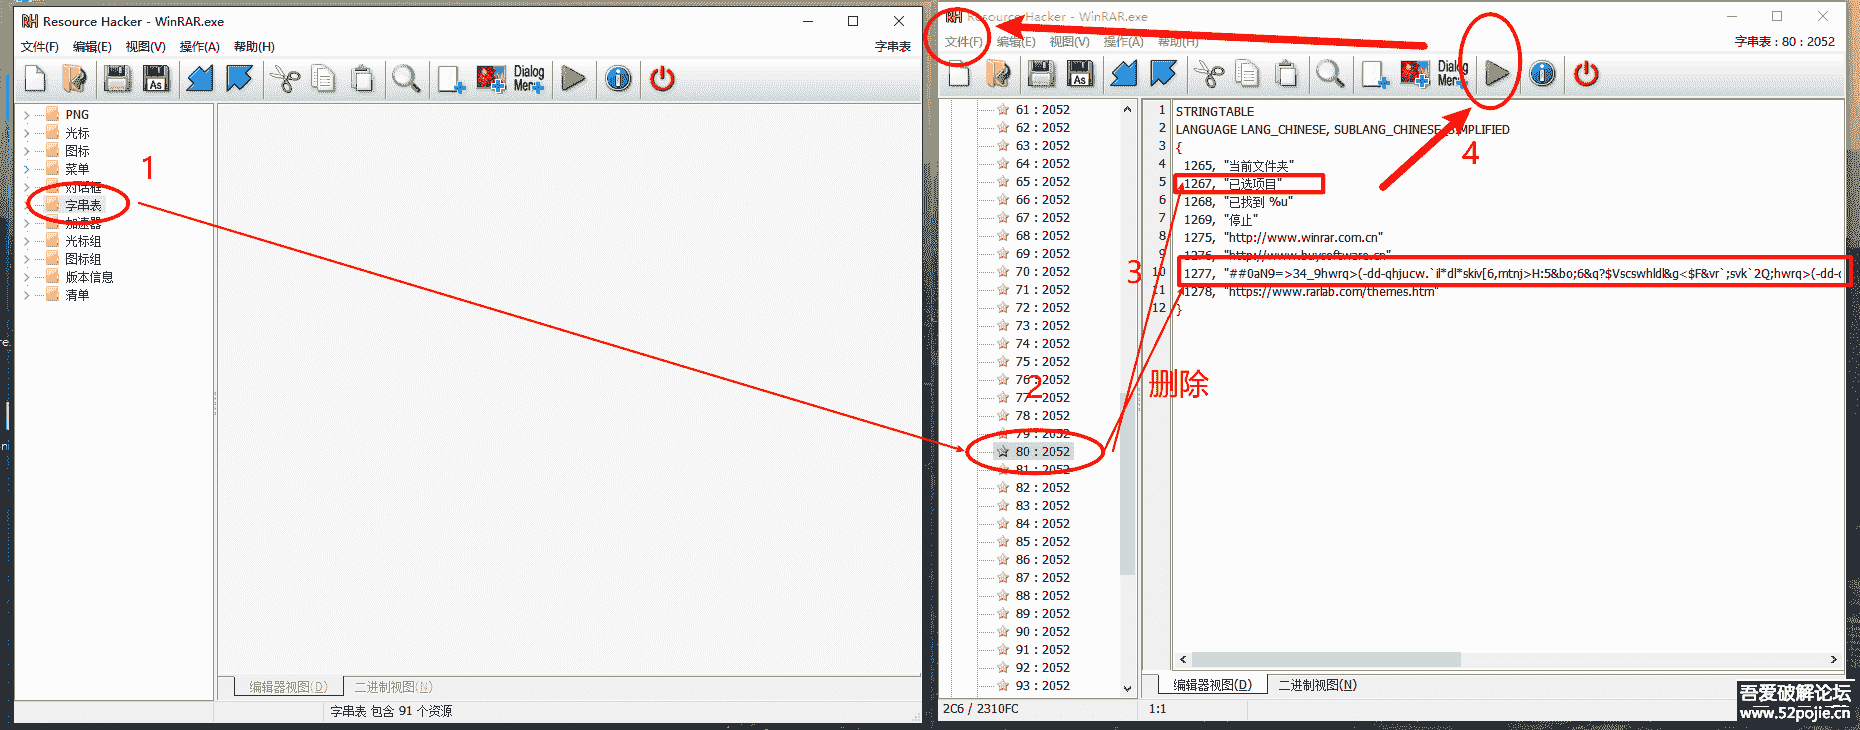 Resource Hacker - WinRAR.exe
文件(F) 编辑(E) 视图(V) 操作(A) 帮助(H)
字串表
As
Dialog
Mer+
PNG
光标
图标
菜单
对话框
字串表
加速器
光标组
图标组
版本信息
清单
1
编辑器视图(D) 二进制视图(N)
字串表 包含 91 个资源
Resource Hacker - WinRAR.exe
文件(F) 编辑(E) 视图(V) 操作(A) 帮助(H)
字串表 : 80 : 2052
As
Dialog
Mer+
61 : 2052
62 : 2052
63 : 2052
64 : 2052
65 : 2052
66 : 2052
67 : 2052
68 : 2052
69 : 2052
70 : 2052
71 : 2052
72 : 2052
73 : 2052
74 : 2052
75 : 2052
76 : 2052
77 : 2052
78 : 2052
79 : 2052
80 : 2052
81 : 2052
82 : 2052
83 : 2052
84 : 2052
85 : 2052
86 : 2052
87 : 2052
88 : 2052
89 : 2052
90 : 2052
91 : 2052
92 : 2052
93 : 2052
2
1 STRINGTABLE
2 LANGUAGE LANG_CHINESE, SUBLANG_CHINESE_SIMPLIFIED
3 {
4 1265, "当前文件夹"
5 1267, "已选项目"
6 1268, "已找到 %u"
7 1269, "停止"
8 1275, "http://www.winrar.com.cn"
9 1276, "http://www.buysoftware.cn"
10 1277, "##0aN9=>34_9hwrq>(-dd-qhjucw.`il*dl*skiv[6,mtnj>H:5&bo;6&q?$Vscswhldl&g<$F&vr`;svk`2Q;hwrq>(-dd-
11 1278, "https://www.rarlab.com/themes.htm"
12 }
3
4
删除
编辑器视图(D) 二进制视图(N)
2C6 / 2310FC
1:1
吾爱破解论坛
www.52pojie.cn